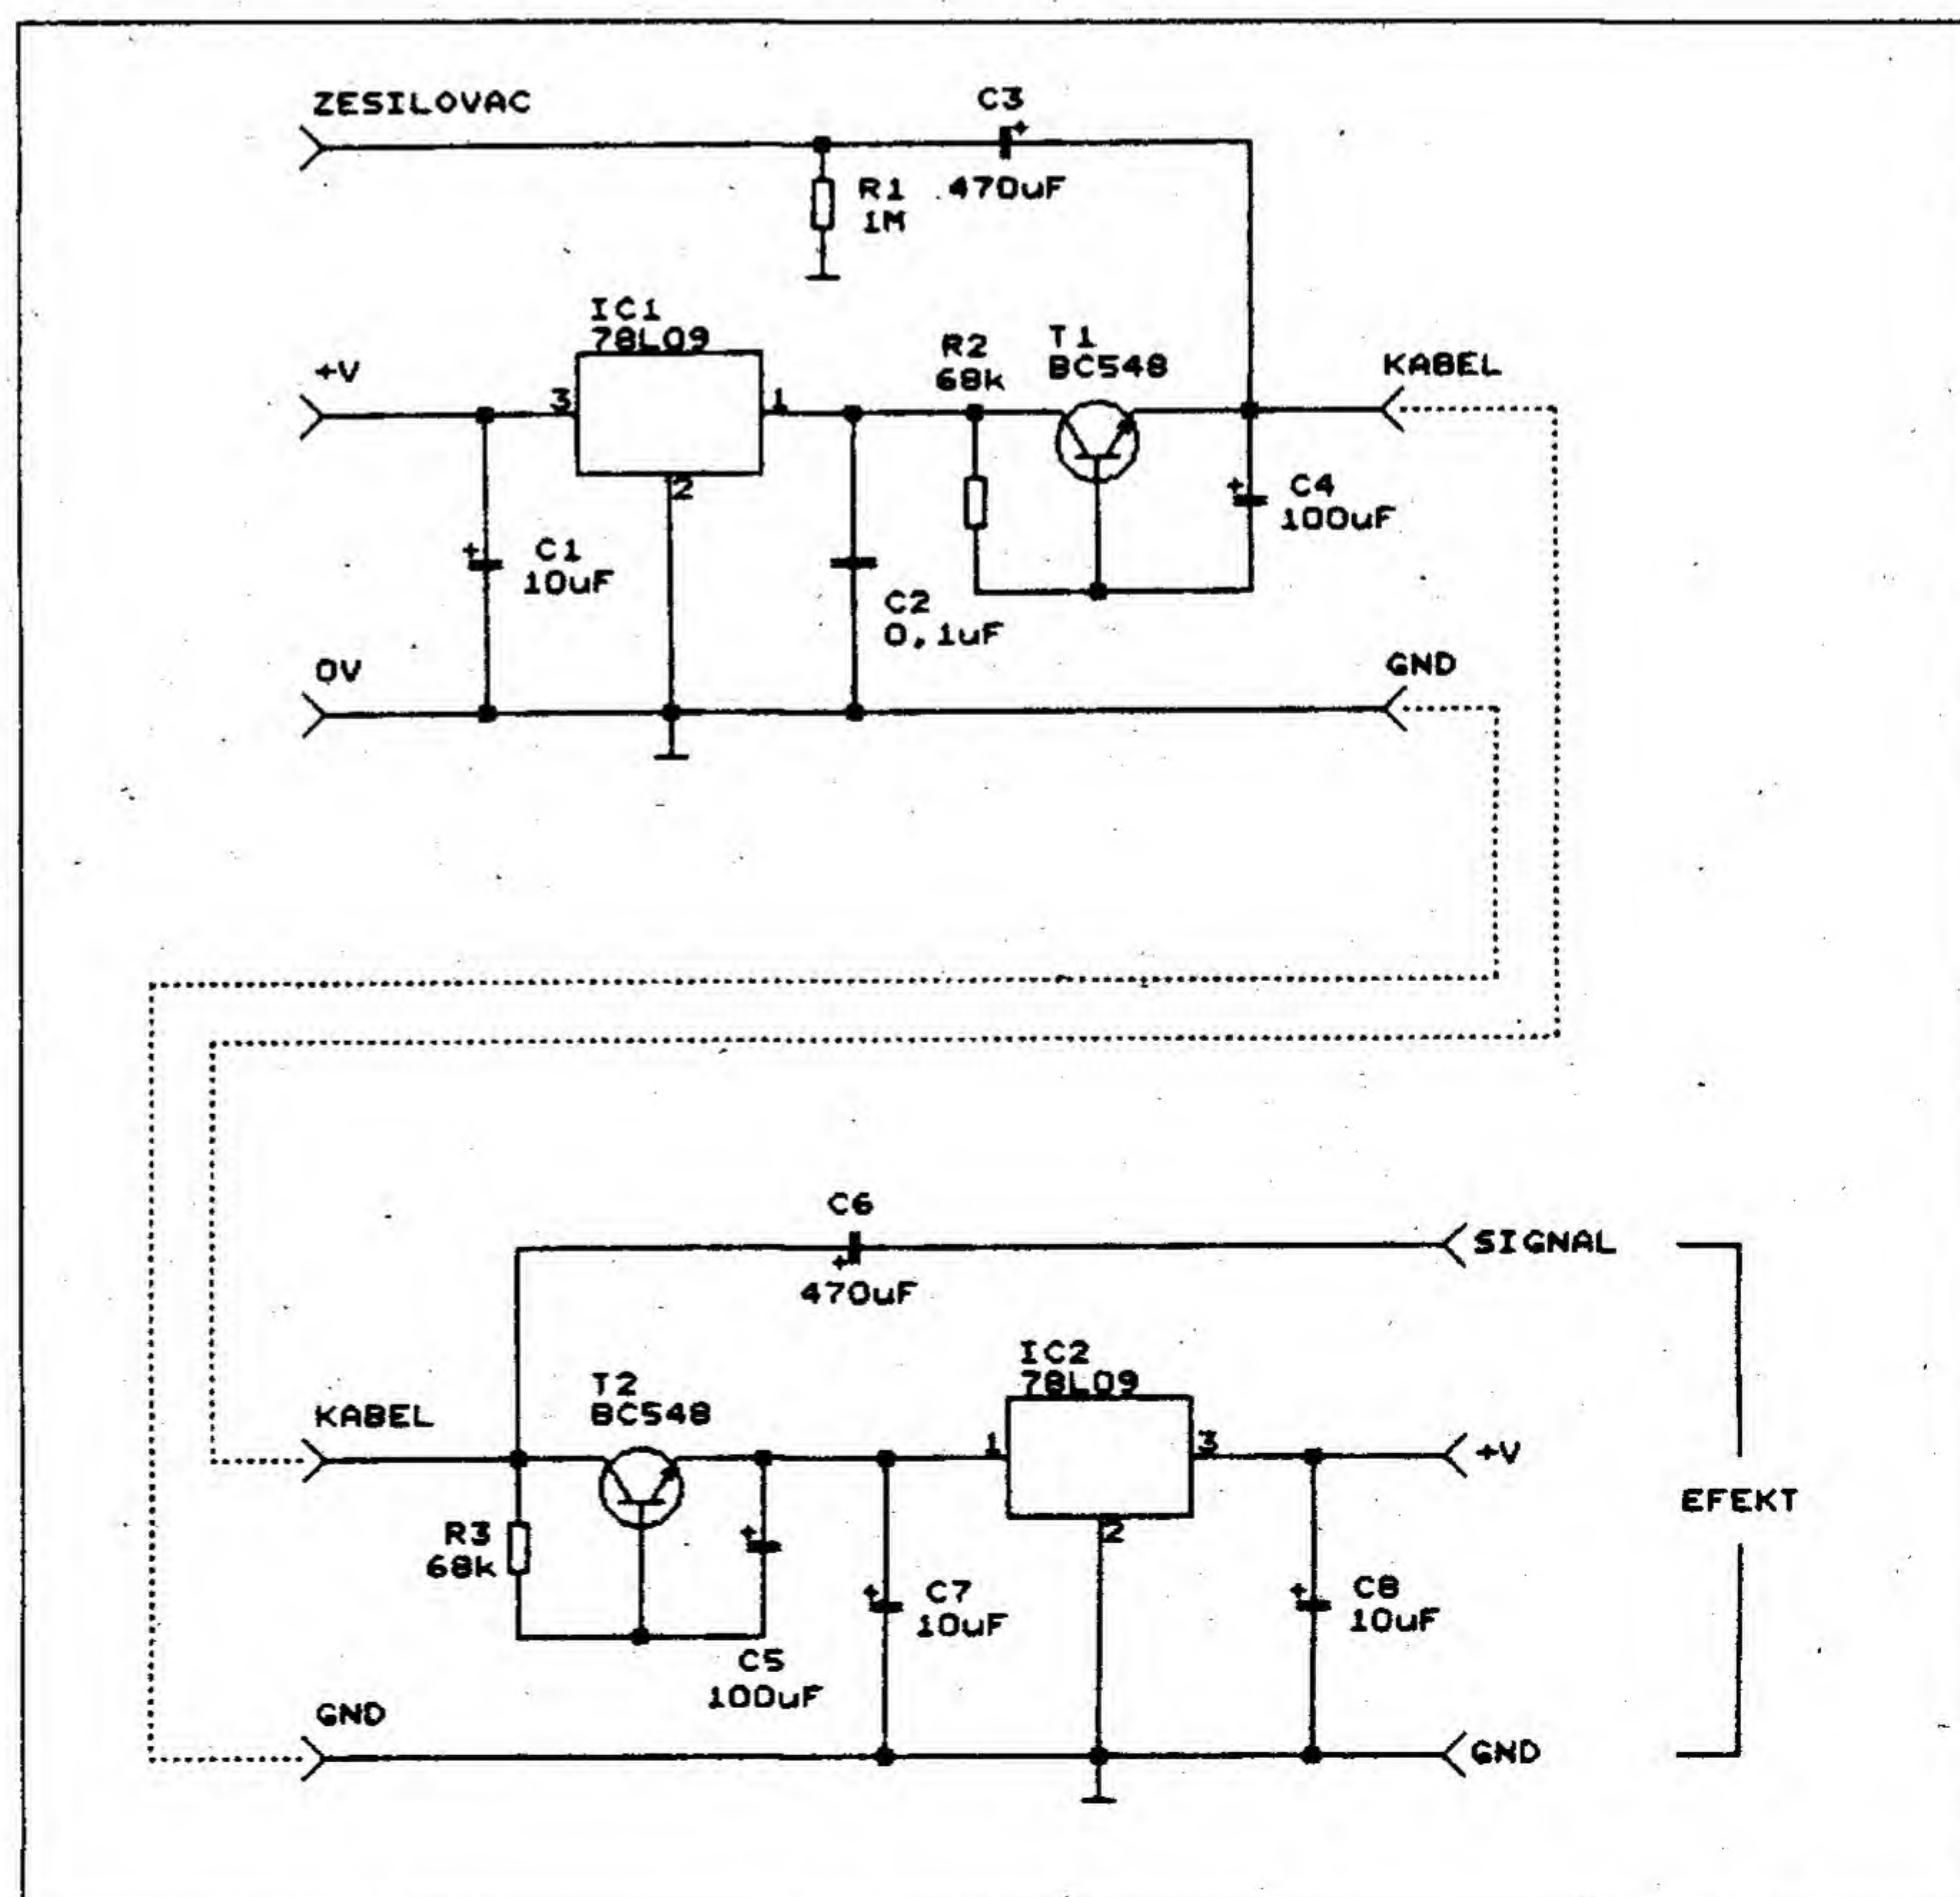 ZESILOVAC
C3
+
R1
1M
470uF
IC1
78L09
+V
3
1
2
R2
68k
T1
BC548
KABEL
+
C4
100uF
+
C1
10uF
C2
0,1uF
0V
GND
C6
+
470uF
SIGNAL
IC2
78L09
T2
BC548
KABEL
1
3
2
+V
EFEKT
R3
68k
+
C5
100uF
+
C7
10uF
+
C8
10uF
GND
GND